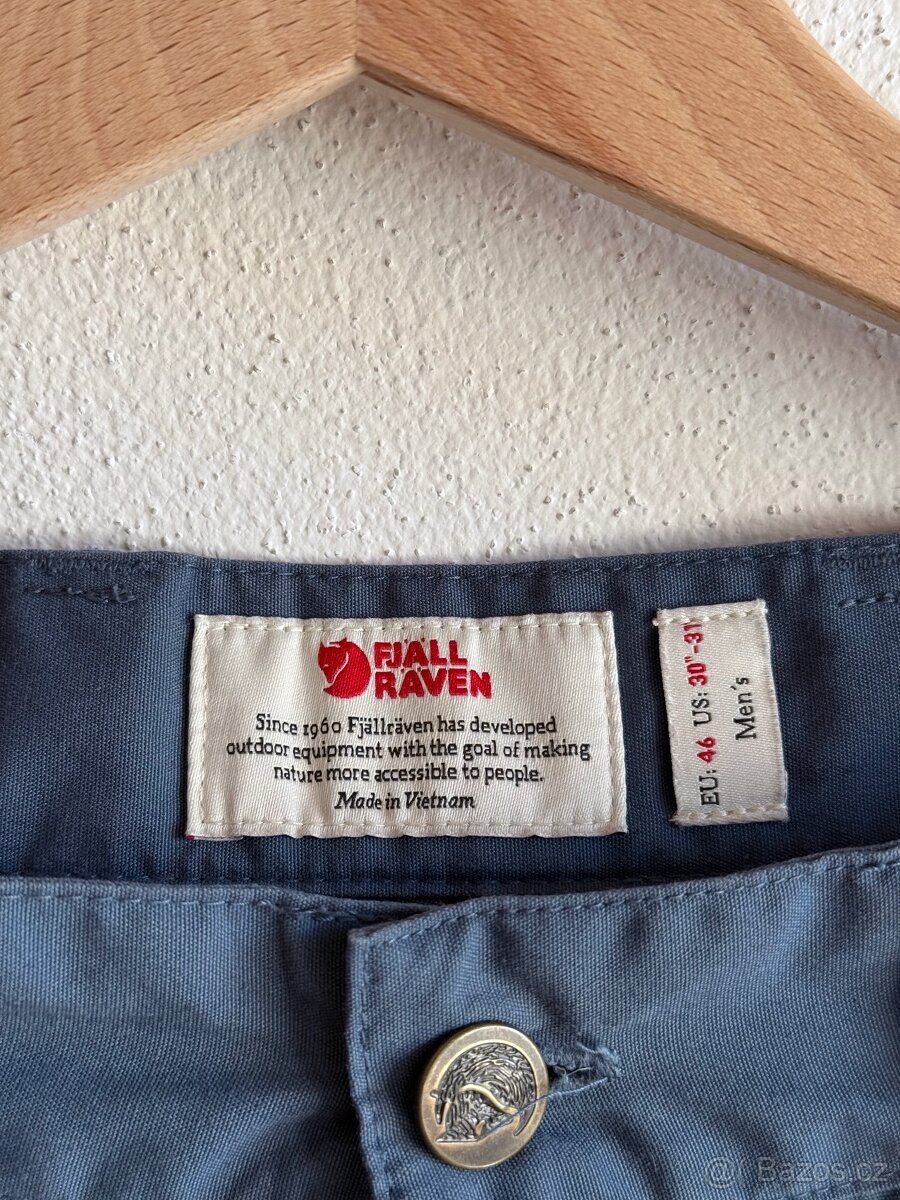 FJÄLL
RÄVEN
Since 1960 Fjällräven has developed
outdoor equipment with the goal of making
nature more accessible to people.
Made in Vietnam
EU: 46 US: 30"-31
Men's
@ Bazos.cz